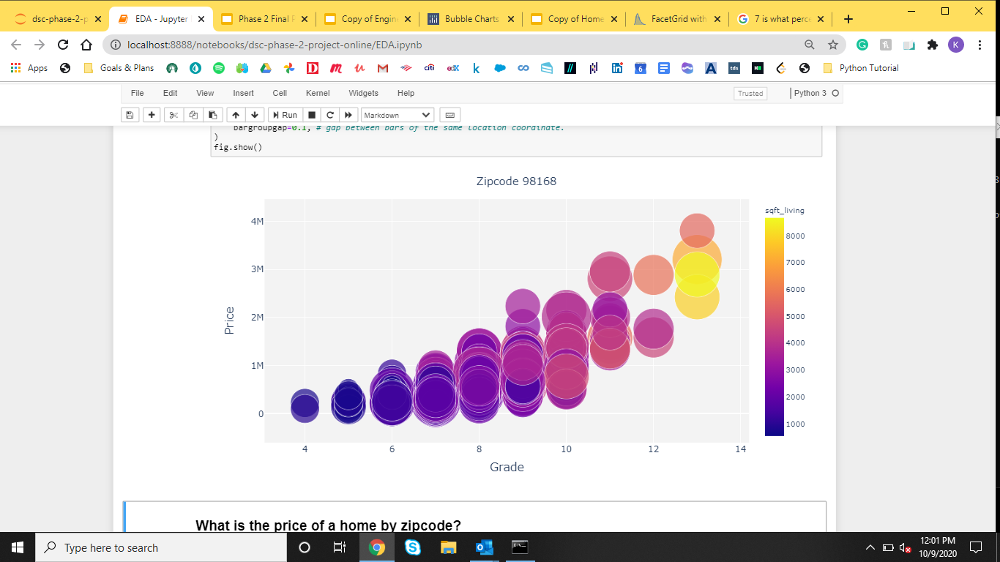 dsc-phase-2-p
EDA - Jupyter
Phase 2 Final P
Copy of Engin
Bubble Charts
Copy of Home
FacetGrid with
7 is what perce
localhost:8888/notebooks/dsc-phase-2-project-online/EDA.ipynb
K
Apps
Goals & Plans
Python Tutorial
File Edit View Insert Cell Kernel Widgets Help
Trusted
Python 3
Run
Markdown
bargroupgap=0.1, # gap between bars of the same location coordinate.
)
fig.show()
Zipcode 98168
sqft_living
4M
3M
2M
1M
0
Price
4 6 8 10 12 14
Grade
8000
7000
6000
5000
4000
3000
2000
1000
What is the price of a home by zipcode?
Type here to search
12:01 PM
10/9/2020